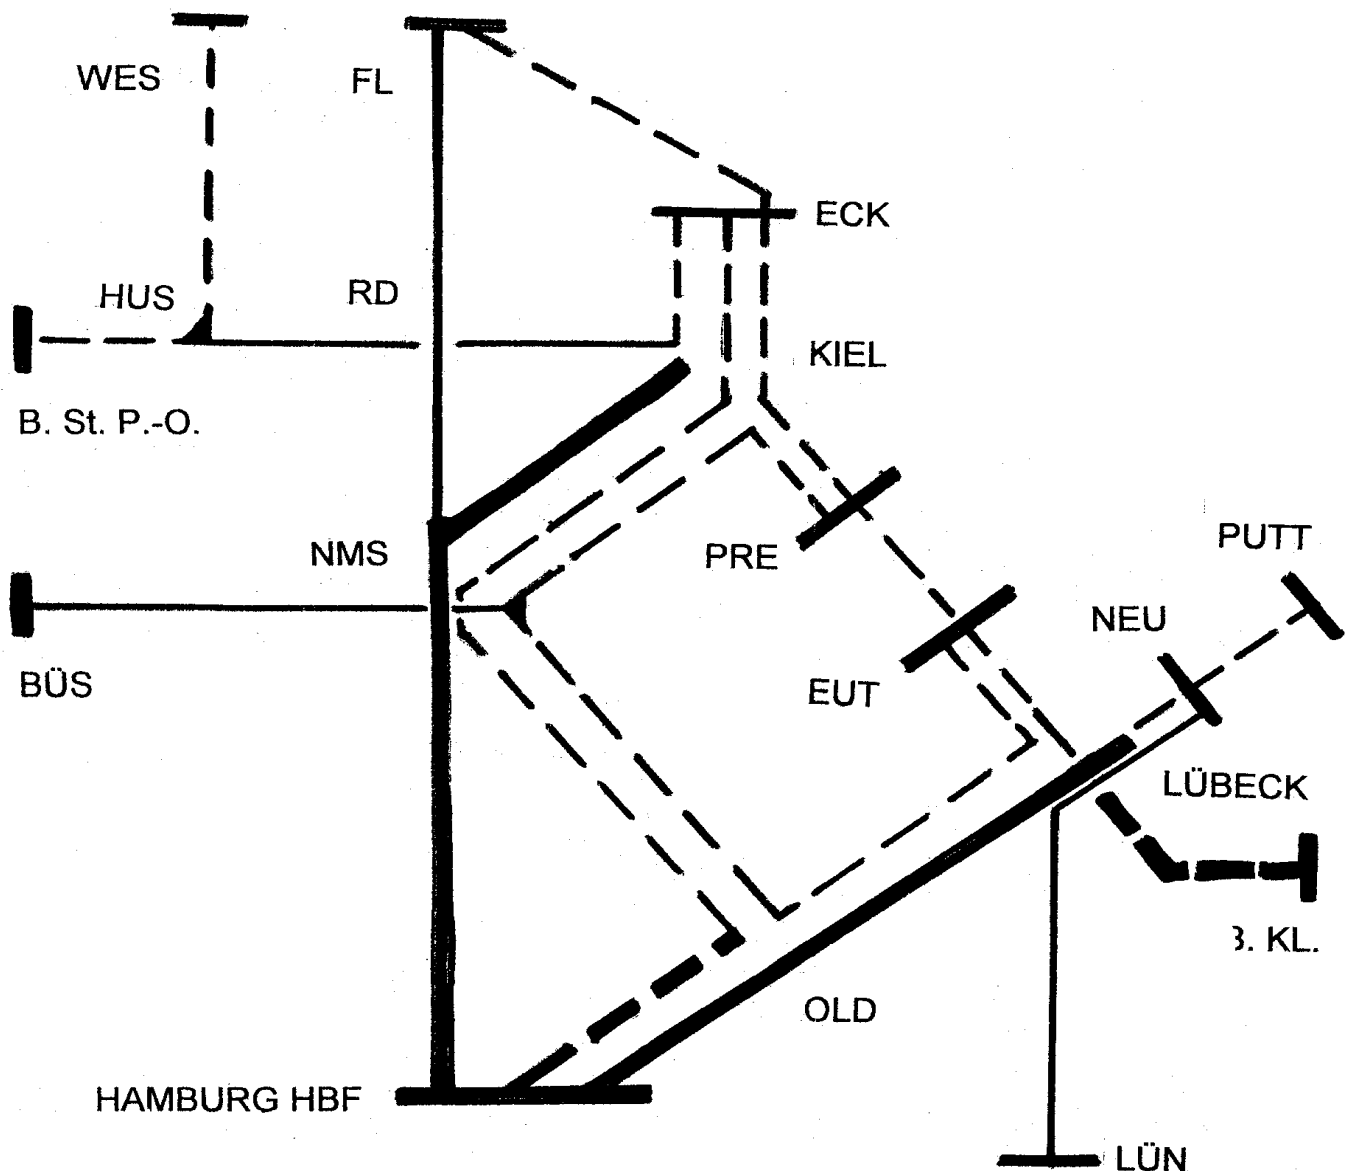 WES
FL
ECK
HUS
RD
KIEL
B. St. P.-O.
NMS
PRE
PUTT
NEU
BÜS
EUT
LÜBECK
3. KL.
OLD
HAMBURG HBF
LÜN